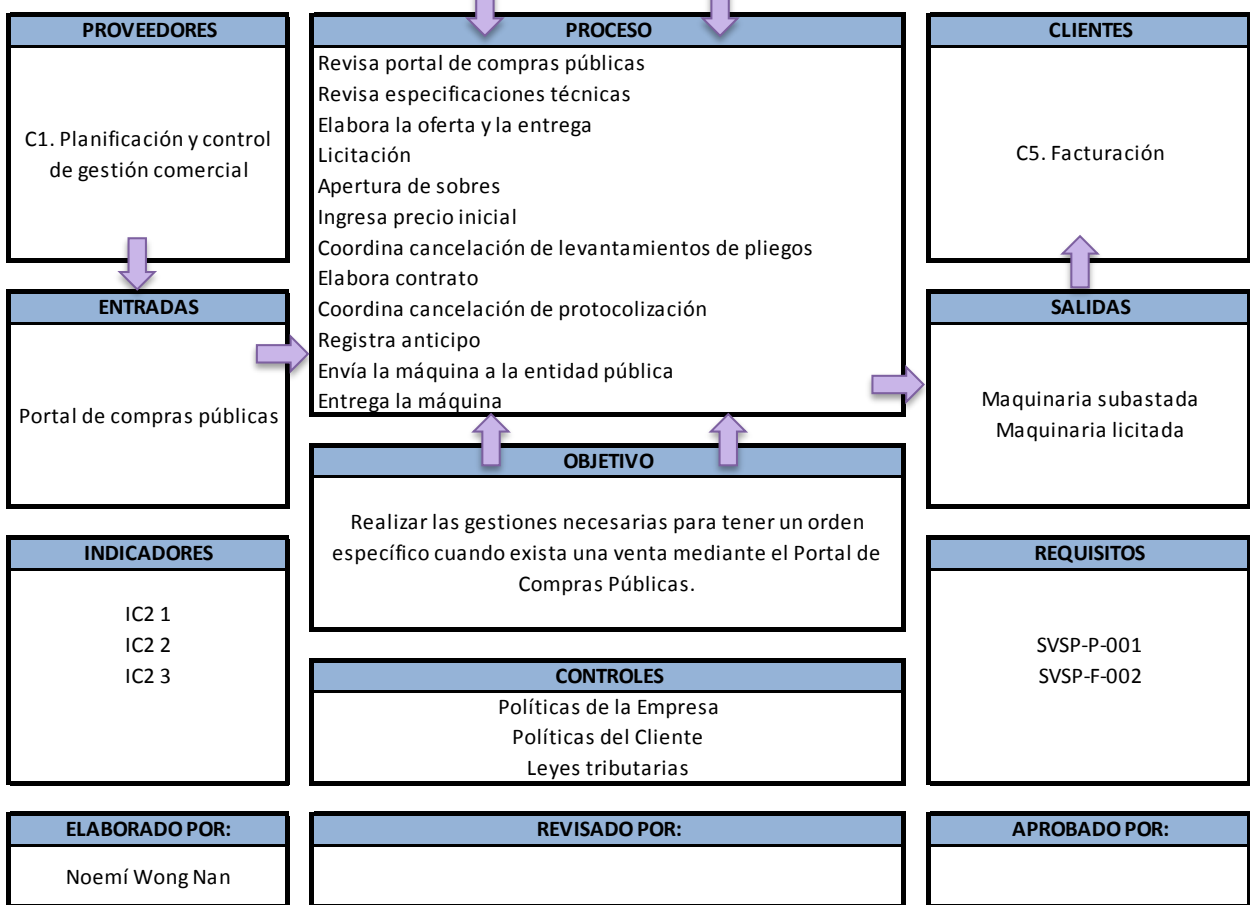 PROVEEDORES
C1. Planificación y control
de gestión comercial
PROCESO
Revisa portal de compras públicas
Revisa especificaciones técnicas
Elabora la oferta y la entrega
Licitación
Apertura de sobres
Ingresa precio inicial
Coordina cancelación de levantamientos de pliegos
Elabora contrato
Coordina cancelación de protocolización
Registra anticipo
Envía la máquina a la entidad pública
Entrega la máquina
CLIENTES
C5. Facturación
ENTRADAS
Portal de compras públicas
SALIDAS
Maquinaria subastada
Maquinaria licitada
OBJETIVO
Realizar las gestiones necesarias para tener un orden
específico cuando exista una venta mediante el Portal de
Compras Públicas.
INDICADORES
IC2 1
IC2 2
IC2 3
REQUISITOS
SVSP-P-001
SVSP-F-002
CONTROLES
Políticas de la Empresa
Políticas del Cliente
Leyes tributarias
ELABORADO POR:
Noemí Wong Nan
REVISADO POR:
APROBADO POR: